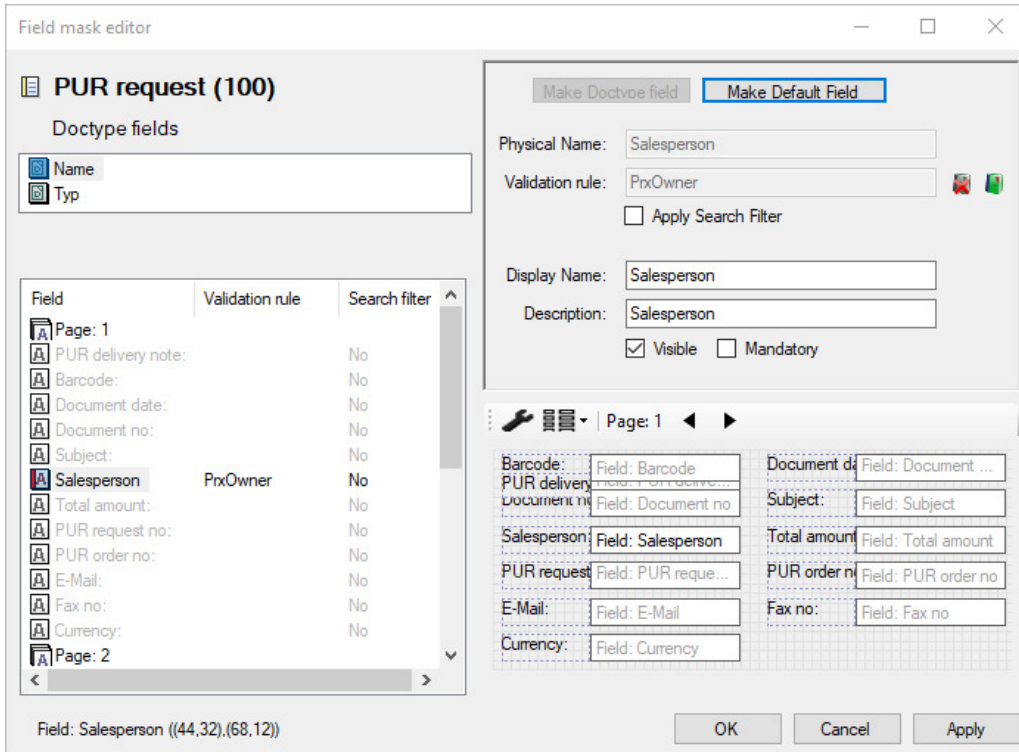 Field mask editor
PUR request (100)
Doctype fields
Name
Typ
Field Validation rule Search filter
Page: 1
PUR delivery note: No
Barcode: No
Document date: No
Document no: No
Subject: No
Salesperson PrxOwner No
Total amount: No
PUR request no: No
PUR order no: No
E-Mail: No
Fax no: No
Currency: No
Page: 2
Field: Salesperson ((44,32),(68,12))
Make Doctype field Make Default Field
Physical Name: Salesperson
Validation rule: PrxOwner
Apply Search Filter
Display Name: Salesperson
Description: Salesperson
Visible Mandatory
Page: 1
Barcode: Field: Barcode Document da Field: Document ...
PUR delivery Field: PUR delive...
Document no Field: Document no Subject: Field: Subject
Salesperson: Field: Salesperson Total amount Field: Total amount
PUR request Field: PUR reque... PUR order n Field: PUR order no
E-Mail: Field: E-Mail Fax no: Field: Fax no
Currency: Field: Currency
OK Cancel Apply